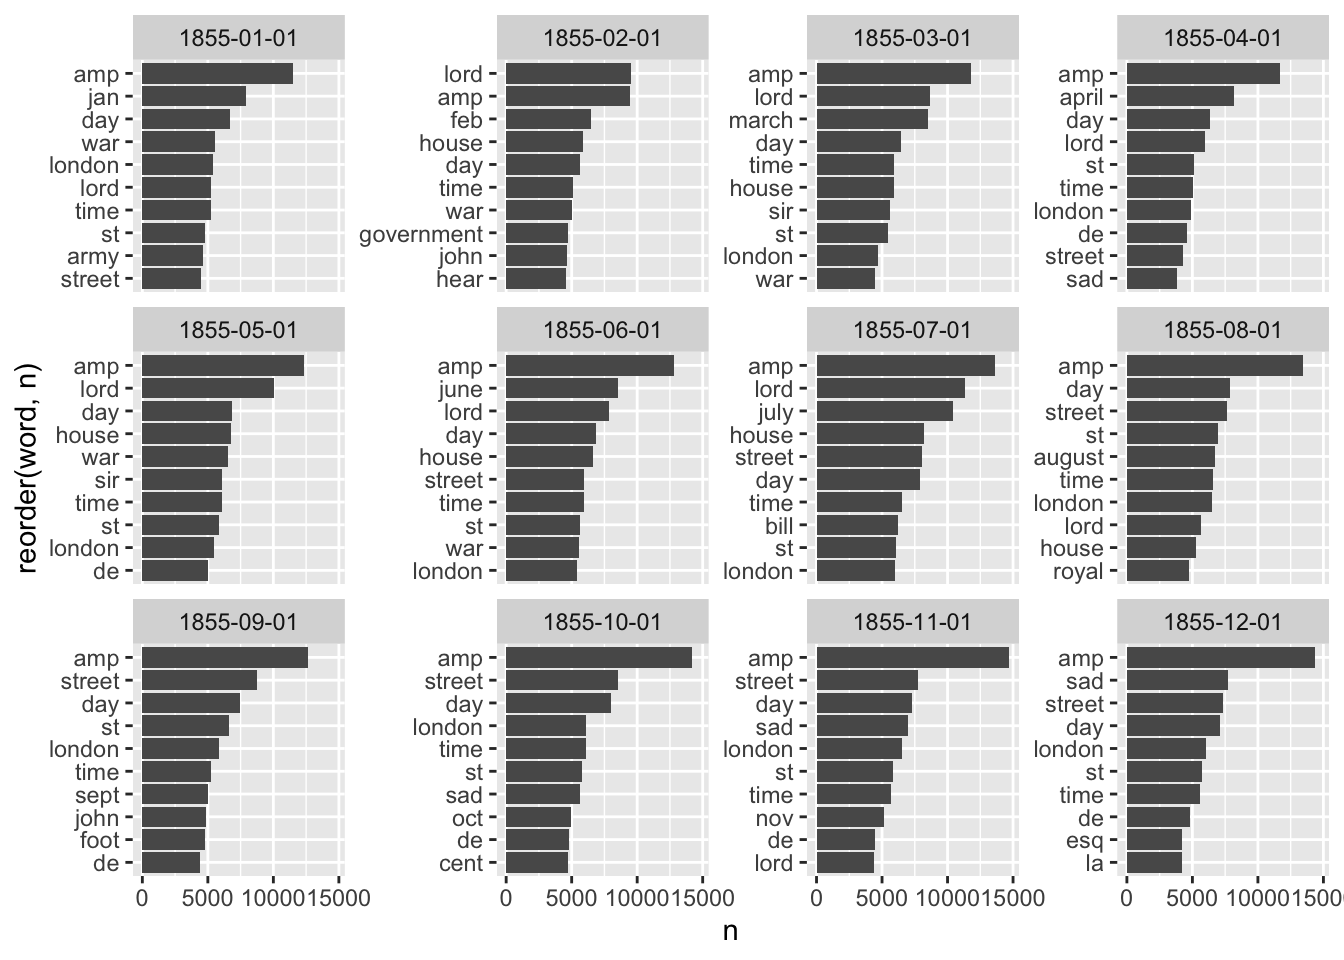 1855-01-01
amp
jan
day
war
london
lord
time
st
army
street
1855-02-01
lord
amp
feb
house
day
time
war
government
john
hear
1855-03-01
amp
lord
march
day
time
house
sir
st
london
war
1855-04-01
amp
april
day
lord
st
time
london
de
street
sad
reorder(word, n)
1855-05-01
amp
lord
day
house
war
sir
time
st
london
de
1855-06-01
amp
june
lord
day
house
street
time
st
war
london
1855-07-01
amp
lord
july
house
street
day
time
bill
st
london
1855-08-01
amp
day
street
st
august
time
london
lord
house
royal
1855-09-01
amp
street
day
st
london
time
sept
john
foot
de
0 5000 10000 15000
1855-10-01
amp
street
day
london
time
st
sad
oct
de
cent
0 5000 10000 15000
1855-11-01
amp
street
day
sad
london
st
time
nov
de
lord
0 5000 10000 15000
1855-12-01
amp
sad
street
day
london
st
time
de
esq
la
0 5000 10000 1500
n